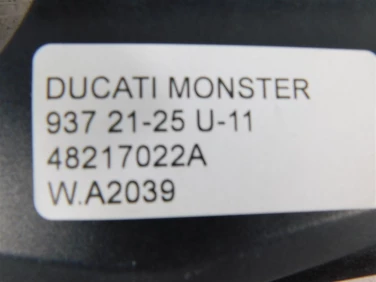 DUCATI MONSTER
937 21-25 U-11
48217022A
W.A2039